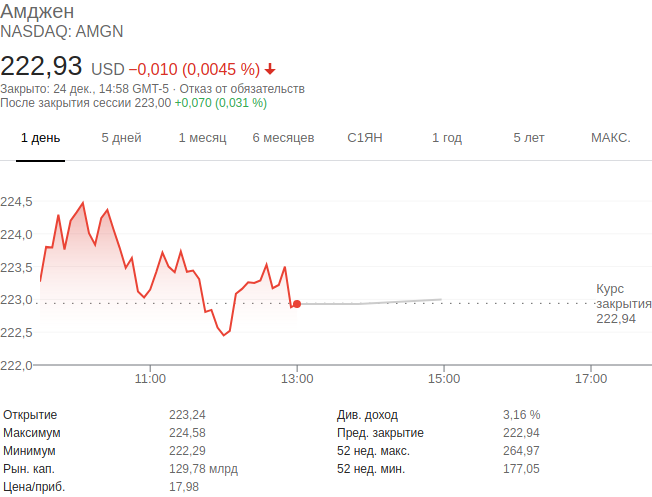 Амджен
NASDAQ: AMGN
222,93 USD −0,010 (0,0045 %)
Закрыто: 24 дек., 14:58 GMT-5 · Отказ от обязательств
После закрытия сессии 223,00 +0,070 (0,031 %)
1 день 5 дней 1 месяц 6 месяцев С1ЯН 1 год 5 лет МАКС.
224,5
224,0
223,5
223,0
222,5
222,0
Курс
закрытия
222,94
11:00 13:00 15:00 17:00
Открытие 223,24 Див. доход 3,16 %
Максимум 224,58 Пред. закрытие 222,94
Минимум 222,29 52 нед. макс. 264,97
Рын. кап. 129,78 млрд 52 нед. мин. 177,05
Цена/приб. 17,98